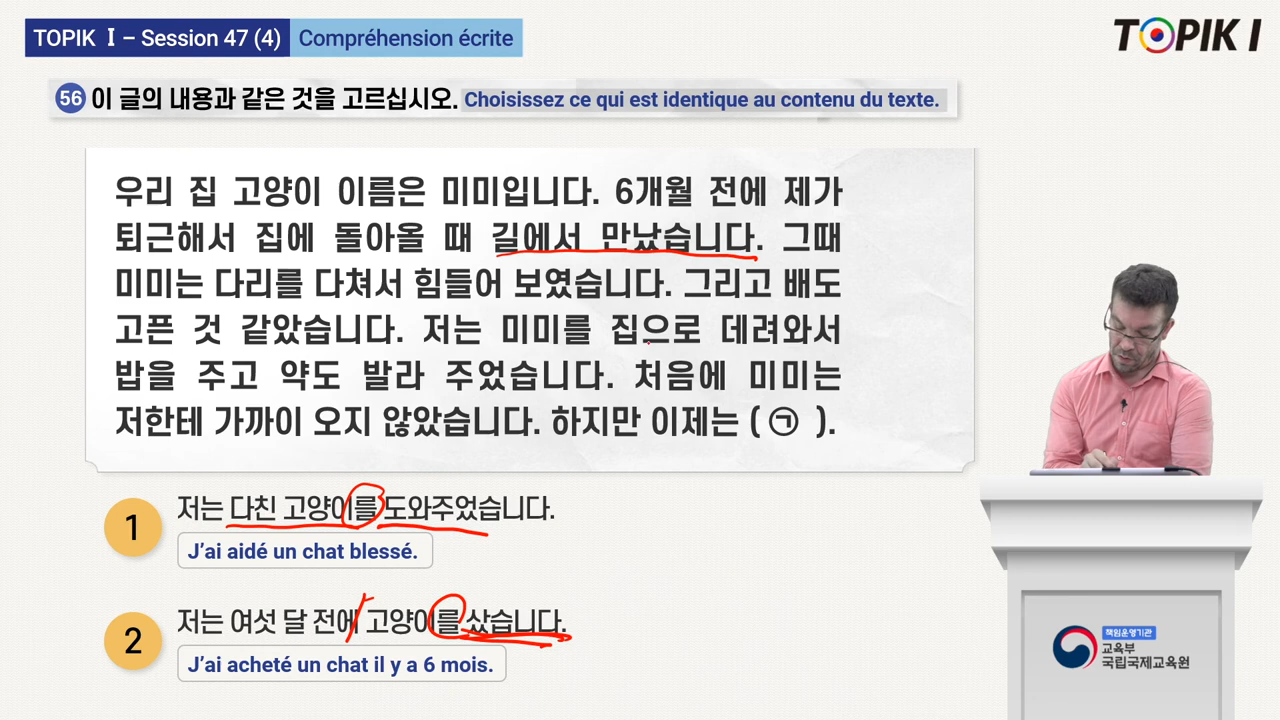 TOPIK Ⅰ – Session 47 (4) Compréhension écrite
TOPIK I
56 이 글의 내용과 같은 것을 고르십시오. Choisissez ce qui est identique au contenu du texte.
우리 집 고양이 이름은 미미입니다. 6개월 전에 제가
퇴근해서 집에 돌아올 때 길에서 만났습니다. 그때
미미는 다리를 다쳐서 힘들어 보였습니다. 그리고 배도
고픈 것 같았습니다. 저는 미미를 집으로 데려와서
밥을 주고 약도 발라 주었습니다. 처음에 미미는
저한테 가까이 오지 않았습니다. 하지만 이제는 ( ㉠ ).
1 저는 다친 고양이를 도와주었습니다.
J'ai aidé un chat blessé.
2 저는 여섯 달 전에 고양이를 샀습니다.
J'ai acheté un chat il y a 6 mois.
책임운영기관
교육부
국립국제교육원